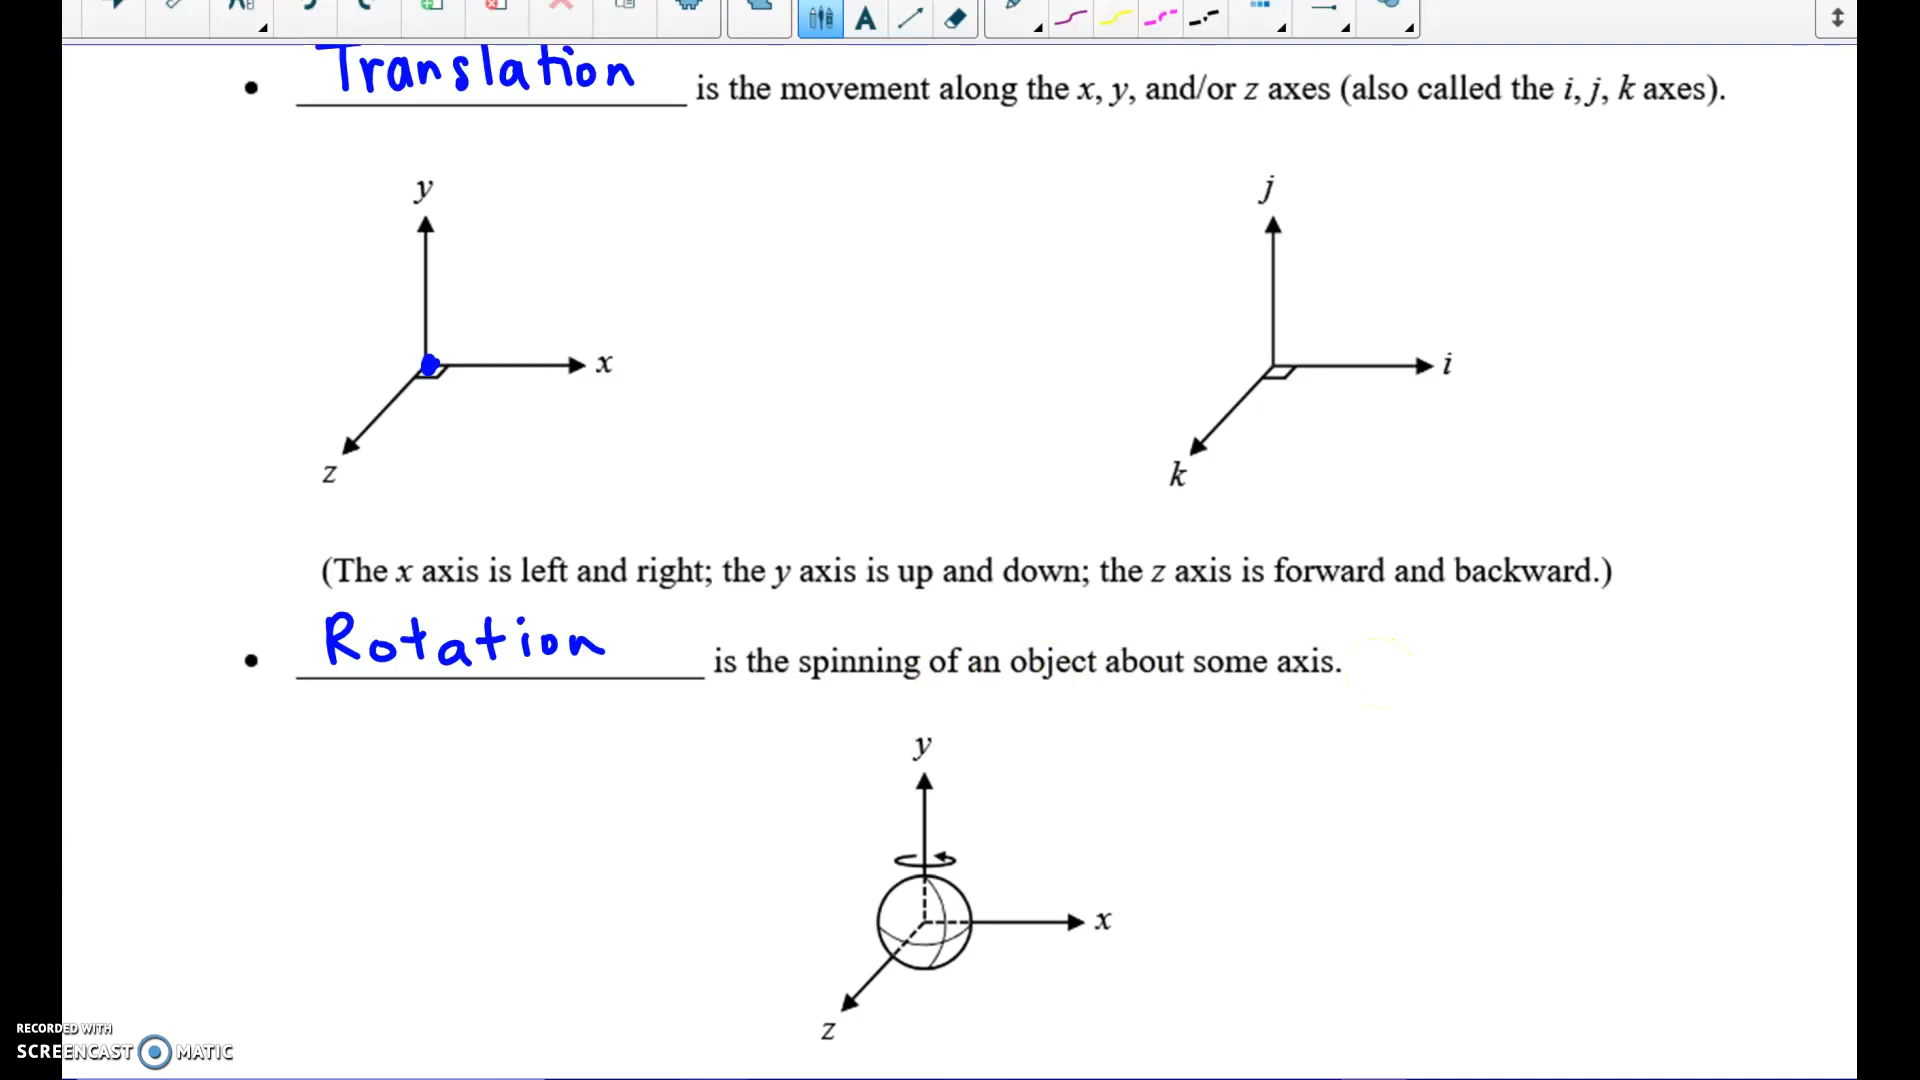 A
• Translation is the movement along the x, y, and/or z axes (also called the i, j, k axes).
y
j
x
i
z
k
(The x axis is left and right; the y axis is up and down; the z axis is forward and backward.)
• Rotation is the spinning of an object about some axis.
y
x
z
RECORDED WITH
SCREENCAST MATIC